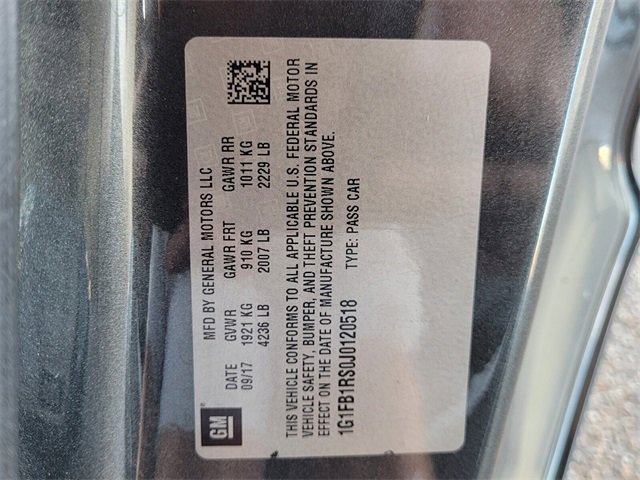 GM
MFD BY GENERAL MOTORS LLC
DATE GVWR GAWR FRT GAWR RR
09/17 1921 KG 910 KG 1011 KG
4236 LB 2007 LB 2229 LB
THIS VEHICLE CONFORMS TO ALL APPLICABLE U.S. FEDERAL MOTOR
VEHICLE SAFETY, BUMPER, AND THEFT PREVENTION STANDARDS IN
EFFECT ON THE DATE OF MANUFACTURE SHOWN ABOVE.
1G1FB1RS0J0120518 TYPE: PASS CAR